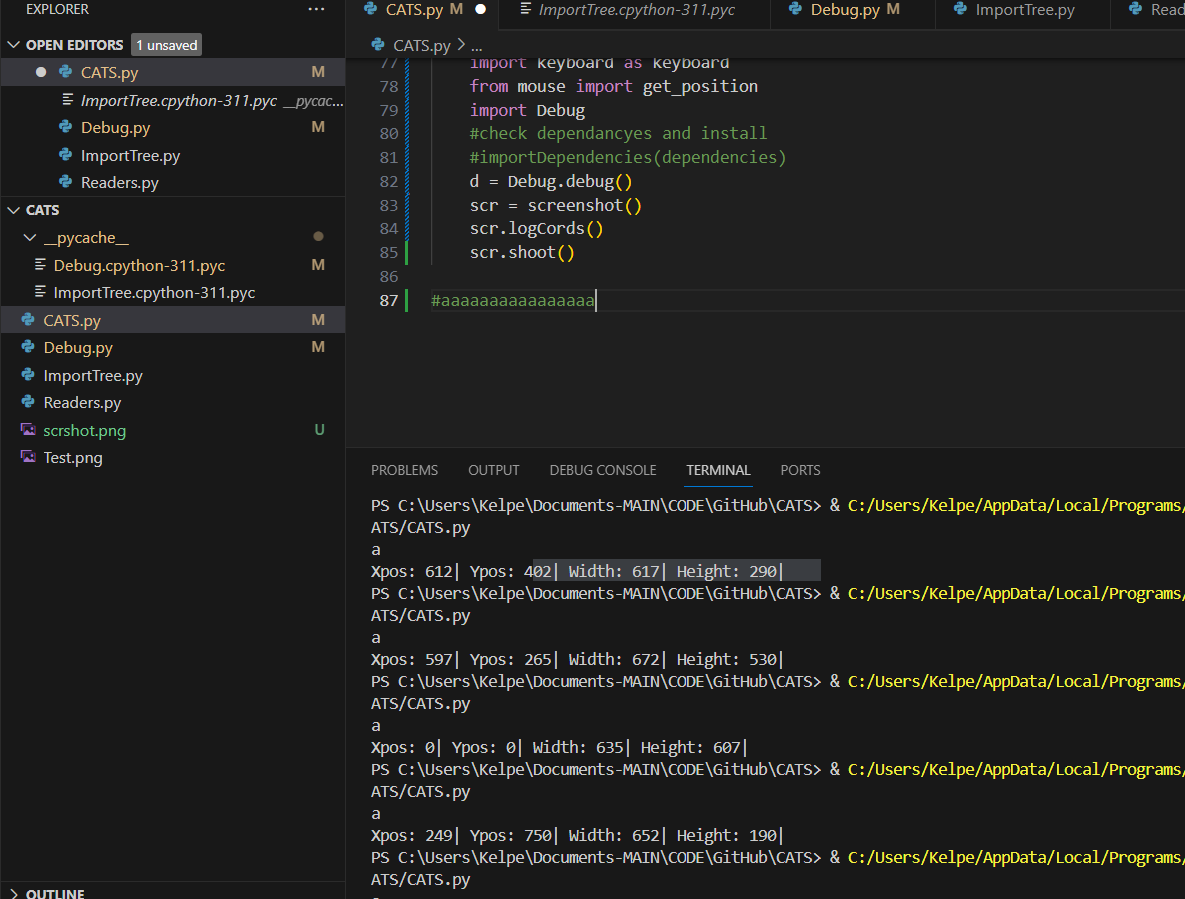 EXPLORER ...
OPEN EDITORS 1 unsaved
CATS.py M
ImportTree.cpython-311.pyc __pycac...
Debug.py M
ImportTree.py
Readers.py
CATS
__pycache__
Debug.cpython-311.pyc M
ImportTree.cpython-311.pyc
CATS.py M
Debug.py M
ImportTree.py
Readers.py
scrshot.png U
Test.png
OUTLINE
CATS.py M
ImportTree.cpython-311.pyc
Debug.py M
ImportTree.py
Read
CATS.py > ...
77 import keyboard as keyboard
78 from mouse import get_position
79 import Debug
80 #check dependancyes and install
81 #importDependencies(dependencies)
82 d = Debug.debug()
83 scr = screenshot()
84 scr.logCords()
85 scr.shoot()
86
87 #aaaaaaaaaaaaaaaa
PROBLEMS OUTPUT DEBUG CONSOLE TERMINAL PORTS
PS C:\Users\Kelpe\Documents-MAIN\CODE\GitHub\CATS> & C:/Users/Kelpe/AppData/Local/Programs/
ATS/CATS.py
a
Xpos: 612| Ypos: 402| Width: 617| Height: 290|
PS C:\Users\Kelpe\Documents-MAIN\CODE\GitHub\CATS> & C:/Users/Kelpe/AppData/Local/Programs/
ATS/CATS.py
a
Xpos: 597| Ypos: 265| Width: 672| Height: 530|
PS C:\Users\Kelpe\Documents-MAIN\CODE\GitHub\CATS> & C:/Users/Kelpe/AppData/Local/Programs/
ATS/CATS.py
a
Xpos: 0| Ypos: 0| Width: 635| Height: 607|
PS C:\Users\Kelpe\Documents-MAIN\CODE\GitHub\CATS> & C:/Users/Kelpe/AppData/Local/Programs/
ATS/CATS.py
a
Xpos: 249| Ypos: 750| Width: 652| Height: 190|
PS C:\Users\Kelpe\Documents-MAIN\CODE\GitHub\CATS> & C:/Users/Kelpe/AppData/Local/Programs/
ATS/CATS.py